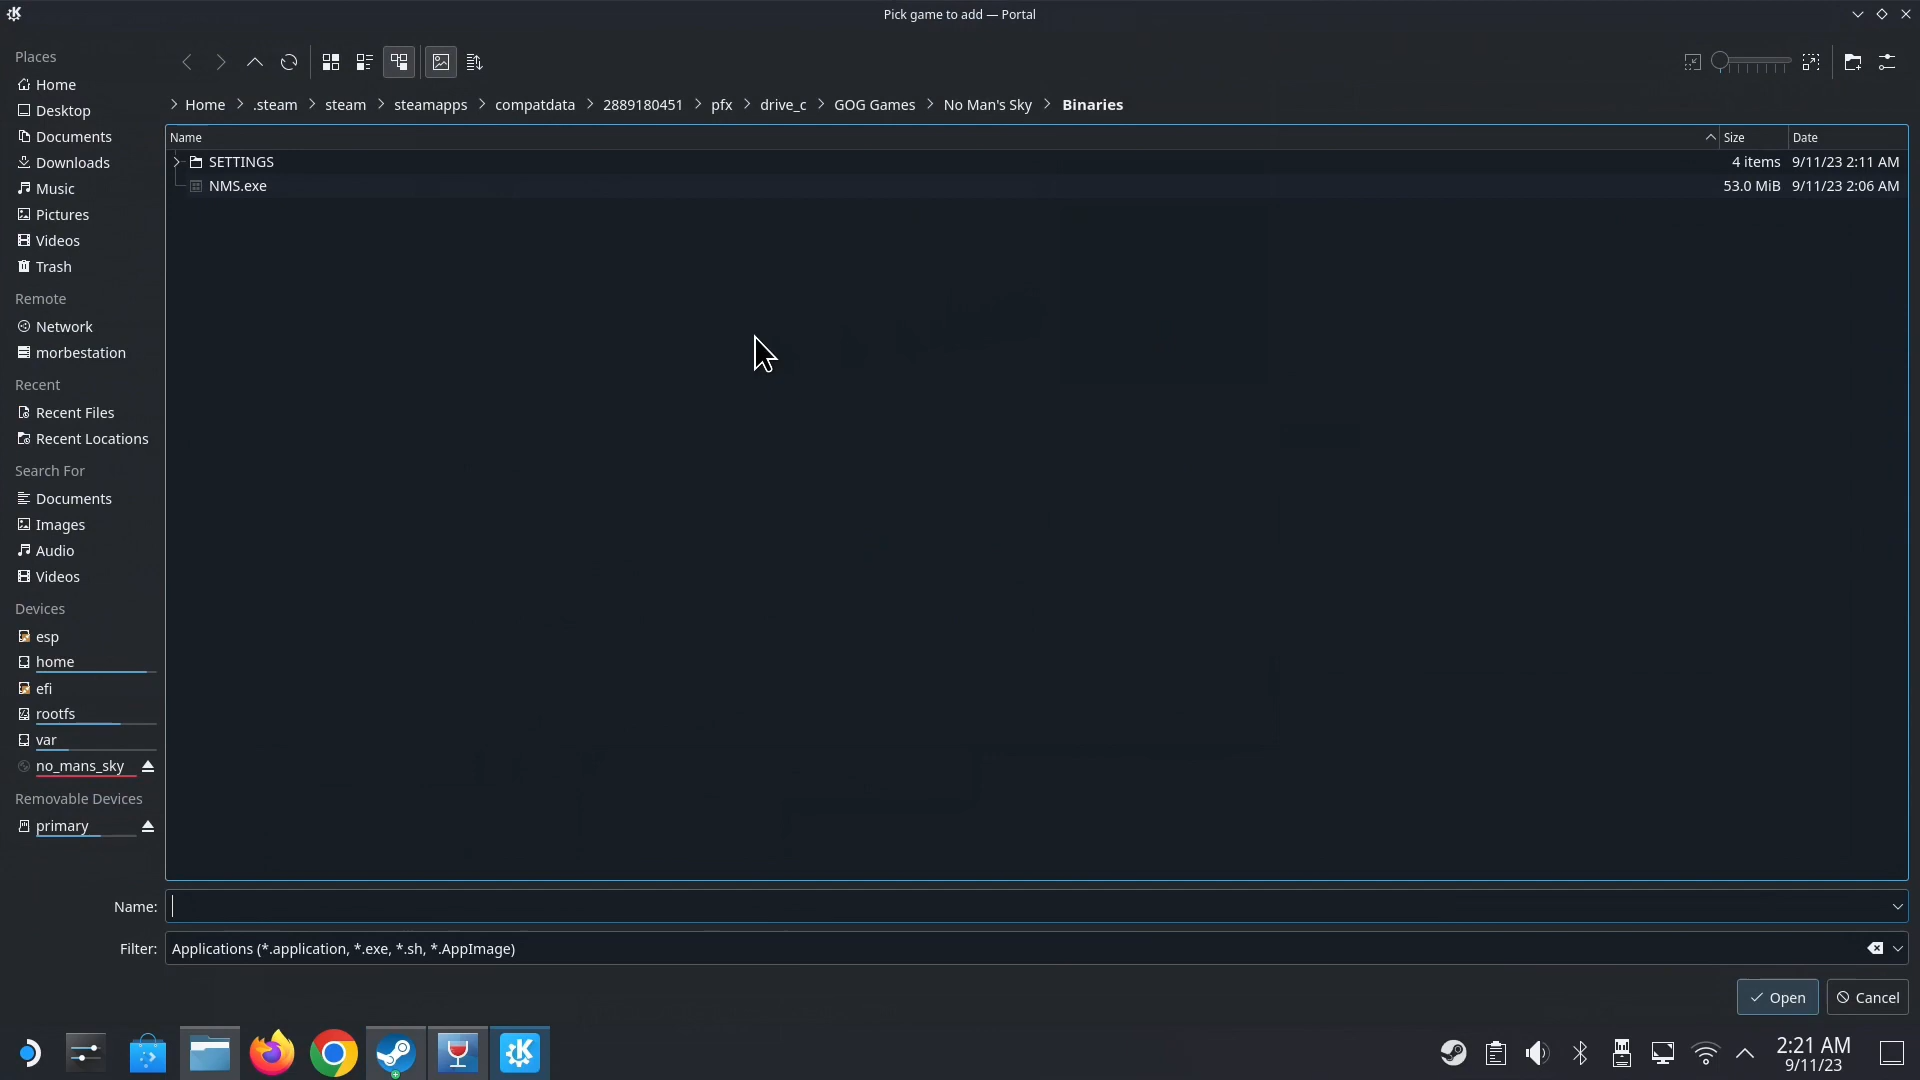 Pick game to add — Portal
Places
Home
Desktop
Documents
Downloads
Music
Pictures
Videos
Trash
Remote
Network
morbestation
Recent
Recent Files
Recent Locations
Search For
Documents
Images
Audio
Videos
Devices
esp
home
efi
rootfs
var
no_mans_sky
Removable Devices
primary
Home > .steam > steam > steamapps > compatdata > 2889180451 > pfx > drive_c > GOG Games > No Man's Sky > Binaries
Name Size Date
SETTINGS 4 items 9/11/23 2:11 AM
NMS.exe 53.0 MiB 9/11/23 2:06 AM
Name:
Filter: Applications (*.application, *.exe, *.sh, *.AppImage)
Open Cancel
2:21 AM
9/11/23